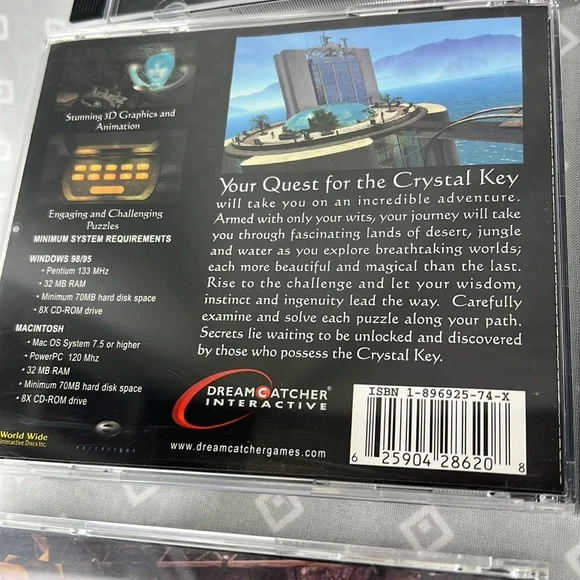 Stunning 3D Graphics and
Animation
Engaging and Challenging
Puzzles
MINIMUM SYSTEM REQUIREMENTS
WINDOWS 98/95
• Pentium 133 MHz
• 32 MB RAM
• Minimum 70MB hard disk space
• 8X CD-ROM drive
MACINTOSH
• Mac OS System 7.5 or higher
• PowerPC 120 Mhz
• 32 MB RAM
• Minimum 70MB hard disk space
• 8X CD-ROM drive
World Wide
Interactive Discs Inc.
Your Quest for the Crystal Key
will take you on an incredible adventure.
Armed with only your wits, your journey will take
you through fascinating lands of desert, jungle
and water as you explore breathtaking worlds;
each more beautiful and magical than the last.
Rise to the challenge and let your wisdom,
instinct and ingenuity lead the way. Carefully
examine and solve each puzzle along your path.
Secrets lie waiting to be unlocked and discovered
by those who possess the Crystal Key.
DREAMCATCHER®
INTERACTIVE
www.dreamcatchergames.com
ISBN 1-896925-74-X
6 25904 28620 8